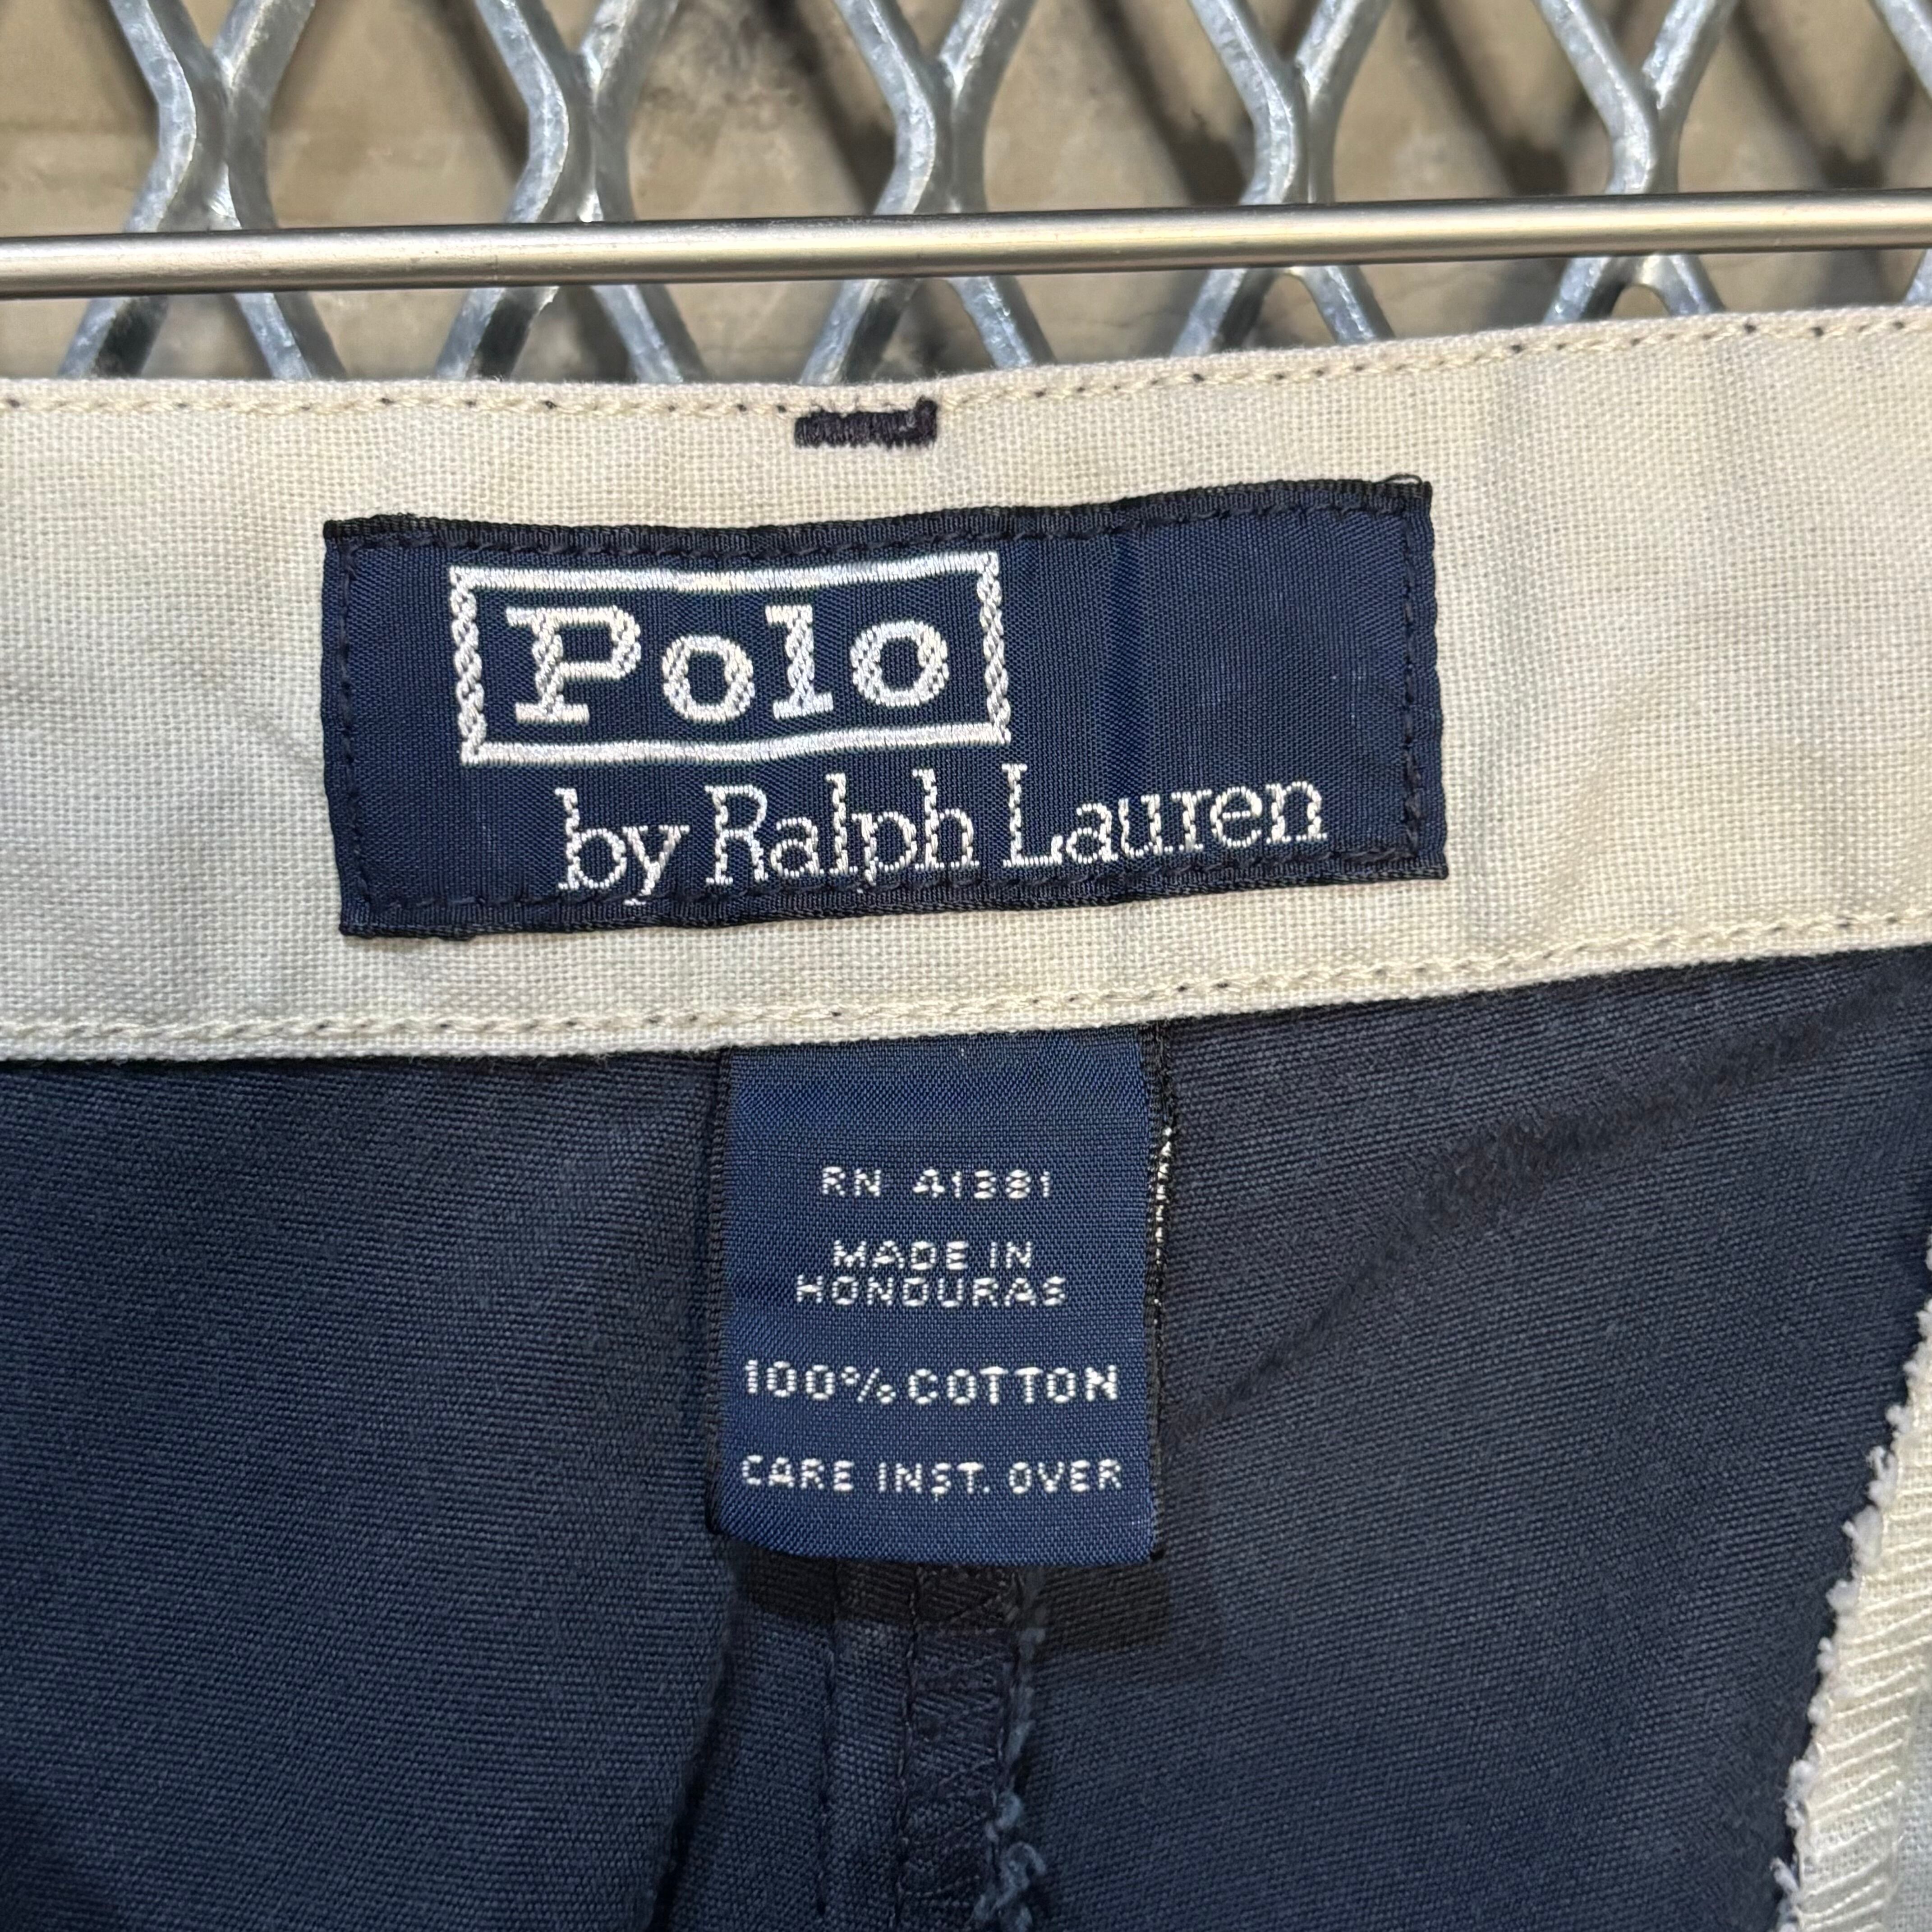 Polo
by Ralph Lauren
RN 41381
MADE IN
HONDURAS
100% COTTON
CARE INST. OVER